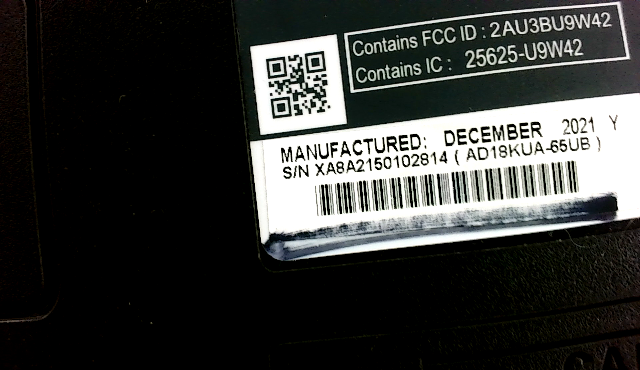 Contains FCC ID : 2AU3BU9W42
Contains IC : 25625-U9W42
MANUFACTURED: DECEMBER 2021 Y
S/N XA8A2150102814 ( AD18KUA-65UB )